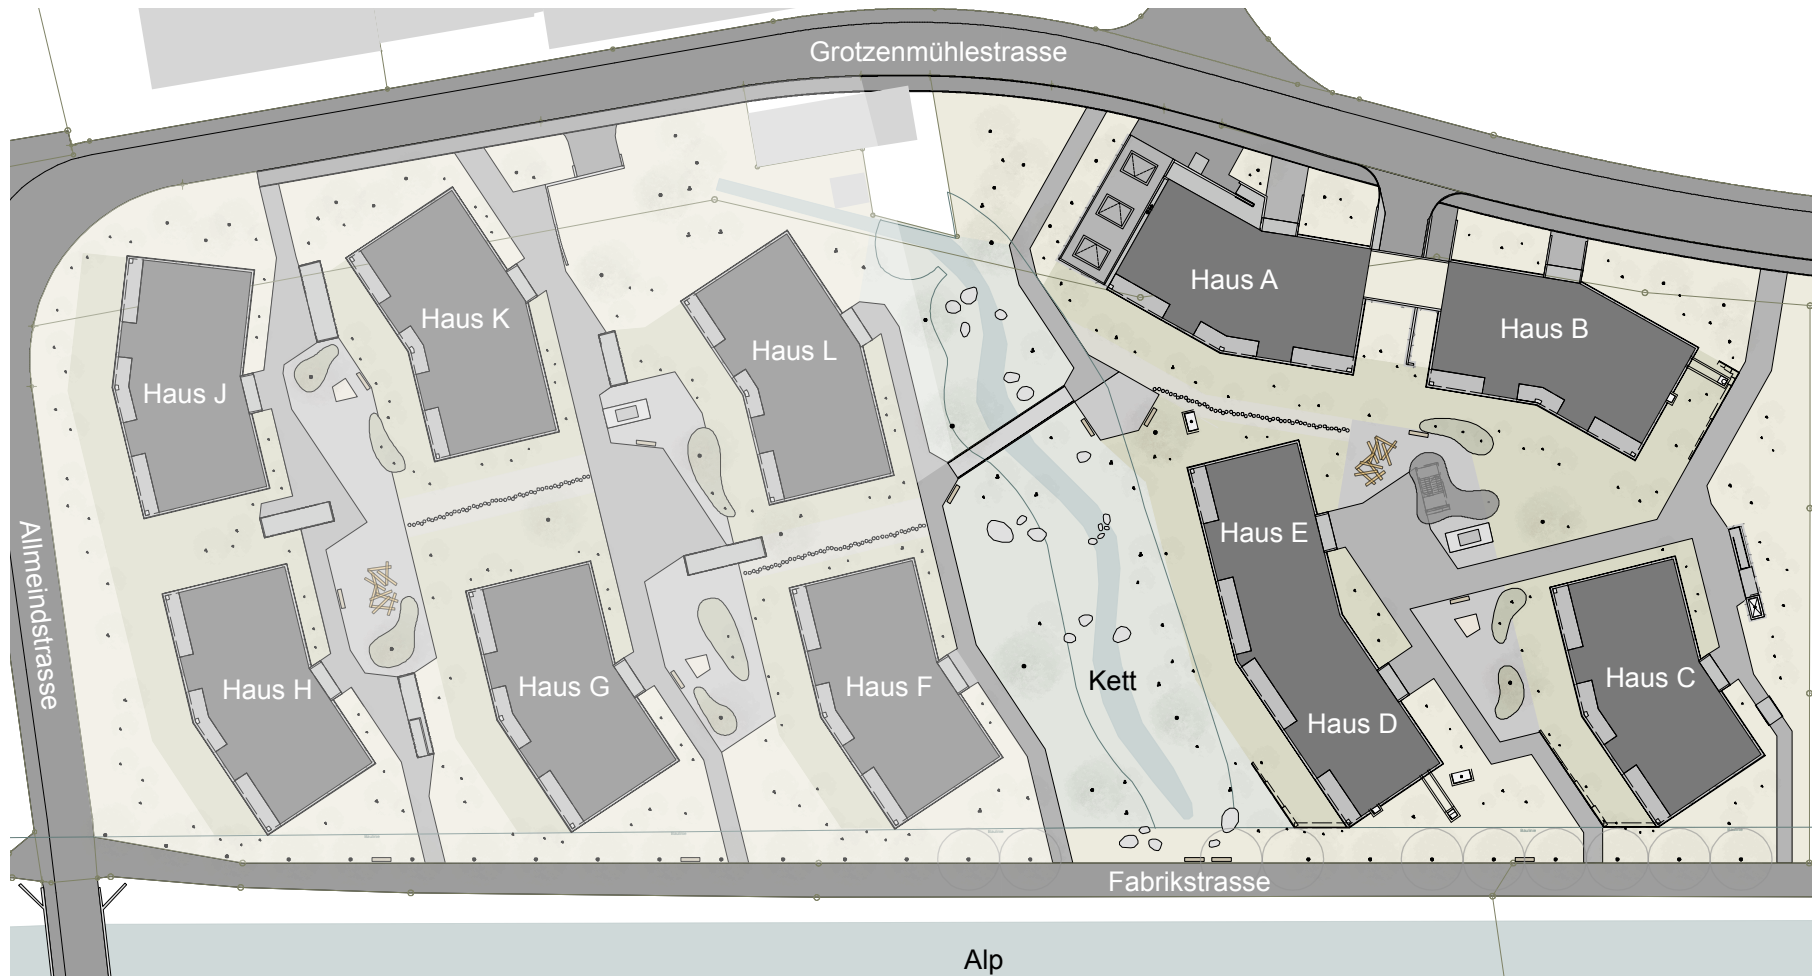 Grotzenmühlestrasse
Haus A
Haus B
Haus K
Haus L
Haus J
Haus E
Allmeindstrasse
Haus H
Haus G
Haus F
Kett
Haus C
Haus D
Fabrikstrasse
Alp